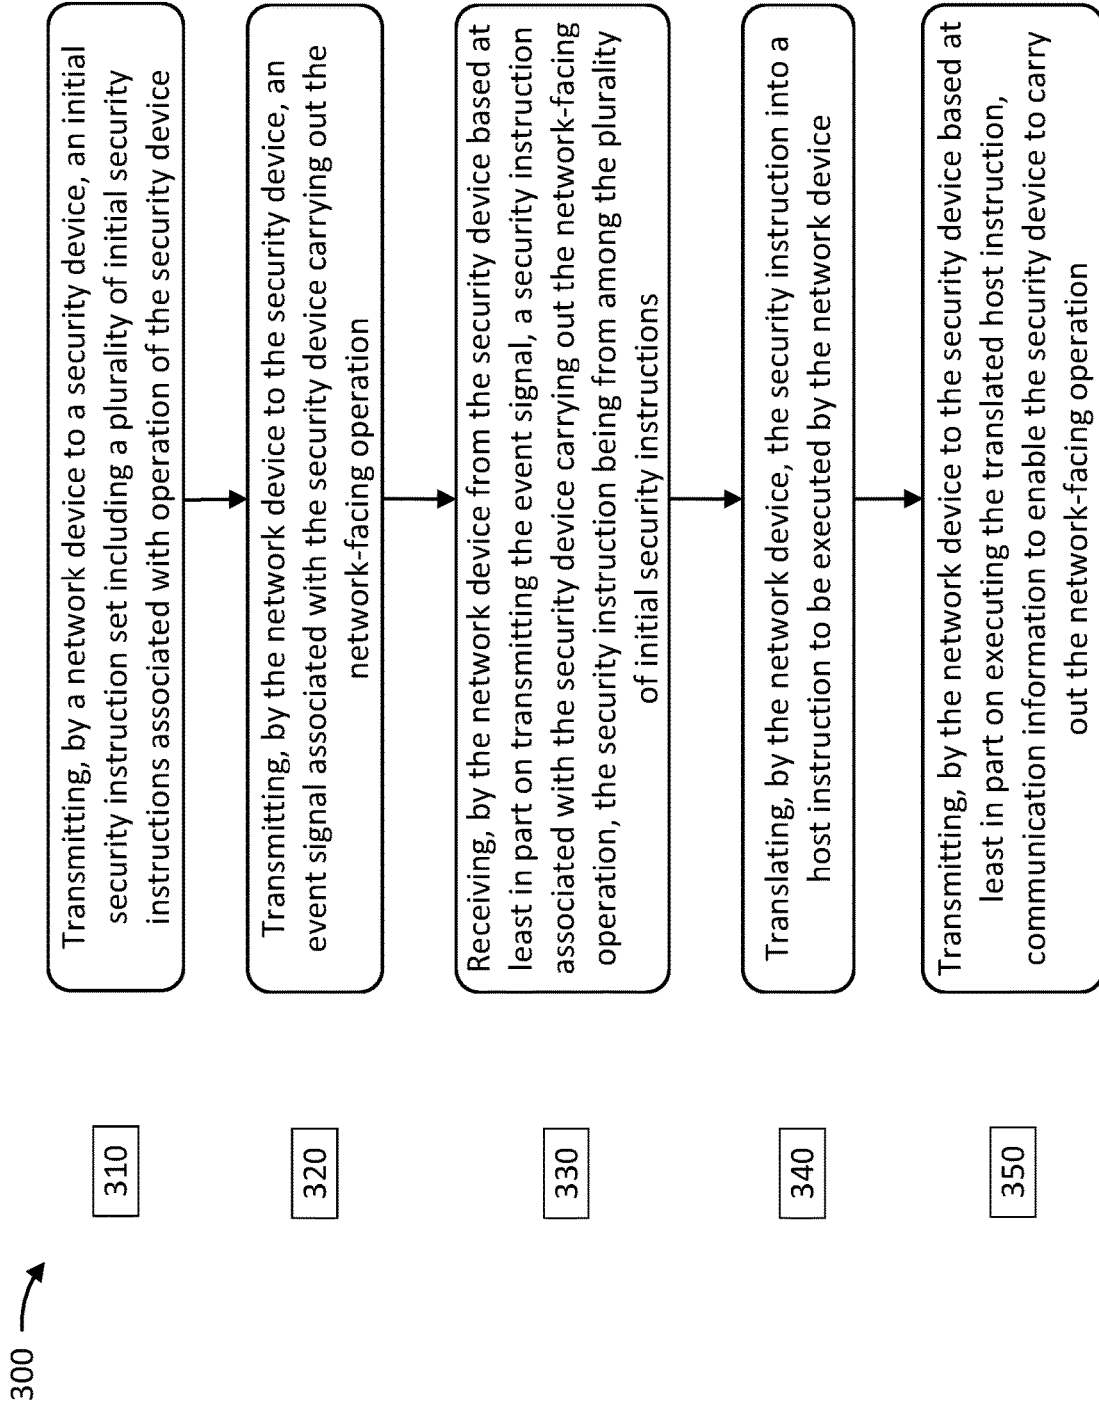 300
310
Transmitting, by a network device to a security device, an initial
security instruction set including a plurality of initial security
instructions associated with operation of the security device
320
Transmitting, by the network device to the security device, an
event signal associated with the security device carrying out the
network-facing operation
330
Receiving, by the network device from the security device based at
least in part on transmitting the event signal, a security instruction
associated with the security device carrying out the network-facing
operation, the security instruction being from among the plurality
of initial security instructions
340
Translating, by the network device, the security instruction into a
host instruction to be executed by the network device
350
Transmitting, by the network device to the security device based at
least in part on executing the translated host instruction,
communication information to enable the security device to carry
out the network-facing operation